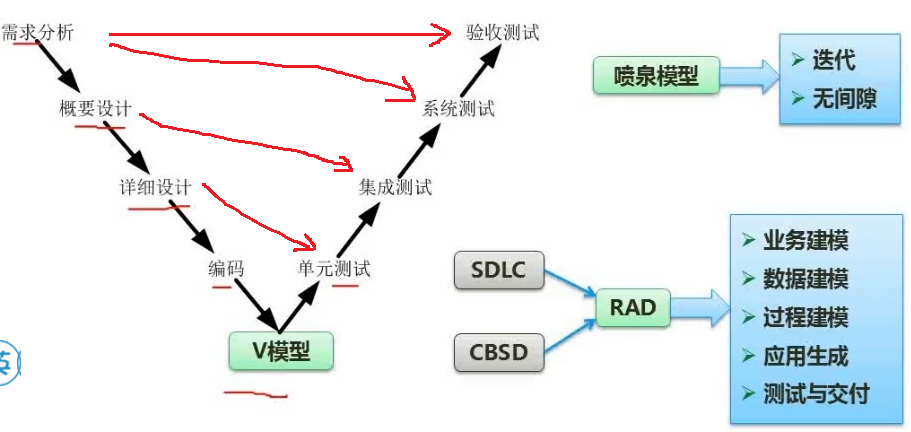 需求分析
验收测试
概要设计
系统测试
详细设计
集成测试
编码
单元测试
V模型
喷泉模型
迭代
无间隙
SDLC
CBSD
RAD
业务建模
数据建模
过程建模
应用生成
测试与交付
英